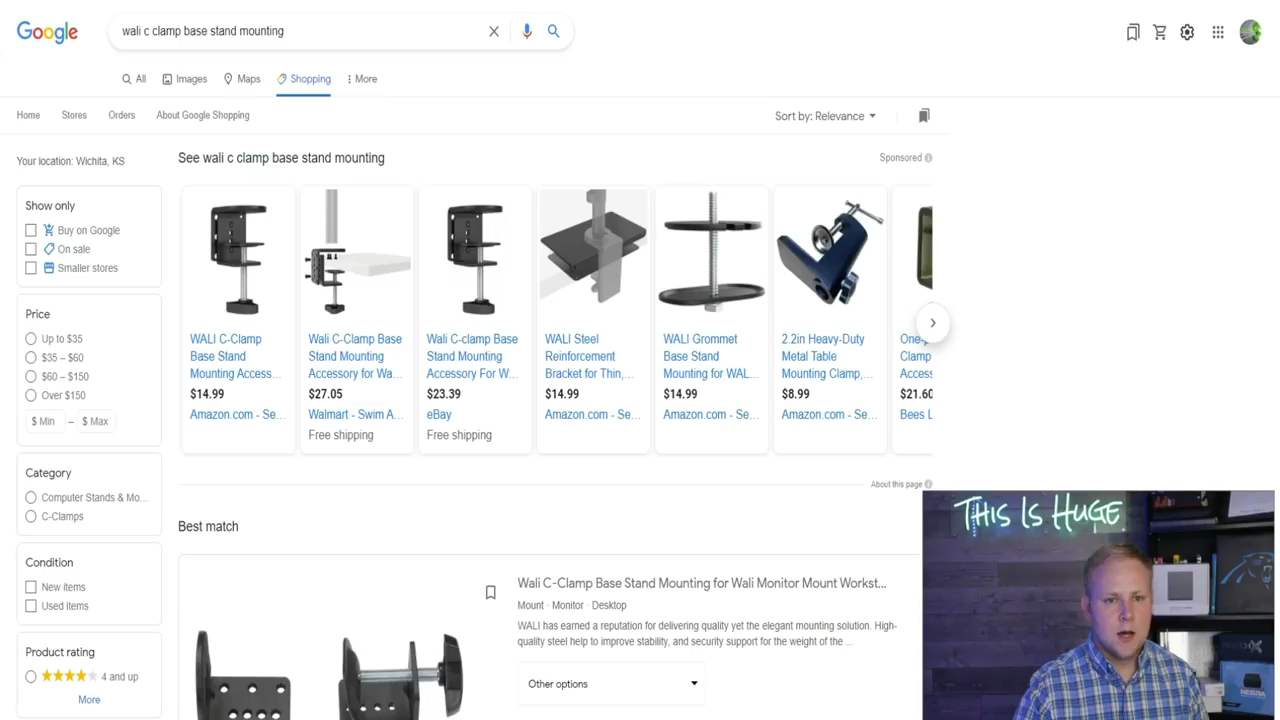 Google
wali c clamp base stand mounting
All
Images
Maps
Shopping
More
Home
Stores
Orders
About Google Shopping
Sort by: Relevance
Your location: Wichita, KS
See wali c clamp base stand mounting
Sponsored
Show only
Buy on Google
On sale
Smaller stores
Price
Up to $35
$35 – $60
$60 – $150
Over $150
$ Min – $ Max
Category
Computer Stands & Mo...
C-Clamps
Condition
New items
Used items
Product rating
4 and up
More
WALI C-Clamp
Base Stand
Mounting Access...
$14.99
Amazon.com - Se...
Wali C-Clamp Base
Stand Mounting
Accessory for Wa...
$27.05
Walmart - Swim A...
Free shipping
Wali C-clamp Base
Stand Mounting
Accessory For W...
$23.39
eBay
Free shipping
WALI Steel
Reinforcement
Bracket for Thin,...
$14.99
Amazon.com - Se...
WALI Grommet
Base Stand
Mounting for WAL...
$14.99
Amazon.com - Se...
2.2in Heavy-Duty
Metal Table
Mounting Clamp,...
$8.99
Amazon.com - Se...
Clamp
Access
$21.60
Bees L
About this page
Best match
Wali C-Clamp Base Stand Mounting for Wali Monitor Mount Workst...
Mount · Monitor · Desktop
WALI has earned a reputation for delivering quality yet the elegant mounting solution. High-
quality steel help to improve stability, and security support for the weight of the ...
Other options
THIS IS HUGE